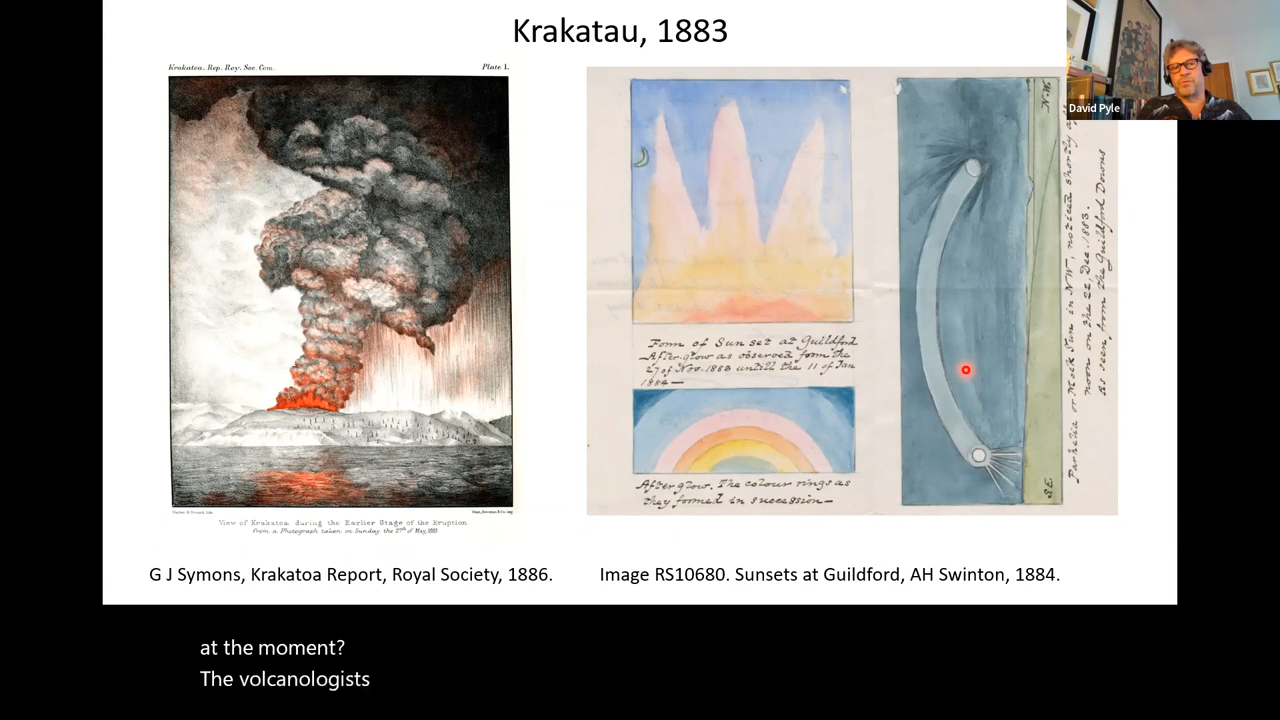 Krakatau, 1883
David Pyle
Krakatoa. Rep. Roy. Soc. Com.
Plate 1.
View of Krakatoa during the Earlier Stage of the Eruption.
from a Photograph taken on Sunday the 27th of May, 1883.
Form of Sun set at Guildford
After-glow as observed form the
27 of Nov. 1883 untill the 11 of Jan
1884 —
After glow. The colour rings as
they formed in succession—
N.W.
S.E.
Parhelia or Mock Sun in N W, noticed shortly
noon on the 22 Dec. 1883.
As seen from the Guildford Downs
G J Symons, Krakatoa Report, Royal Society, 1886.
Image RS10680. Sunsets at Guildford, AH Swinton, 1884.
at the moment?
The volcanologists